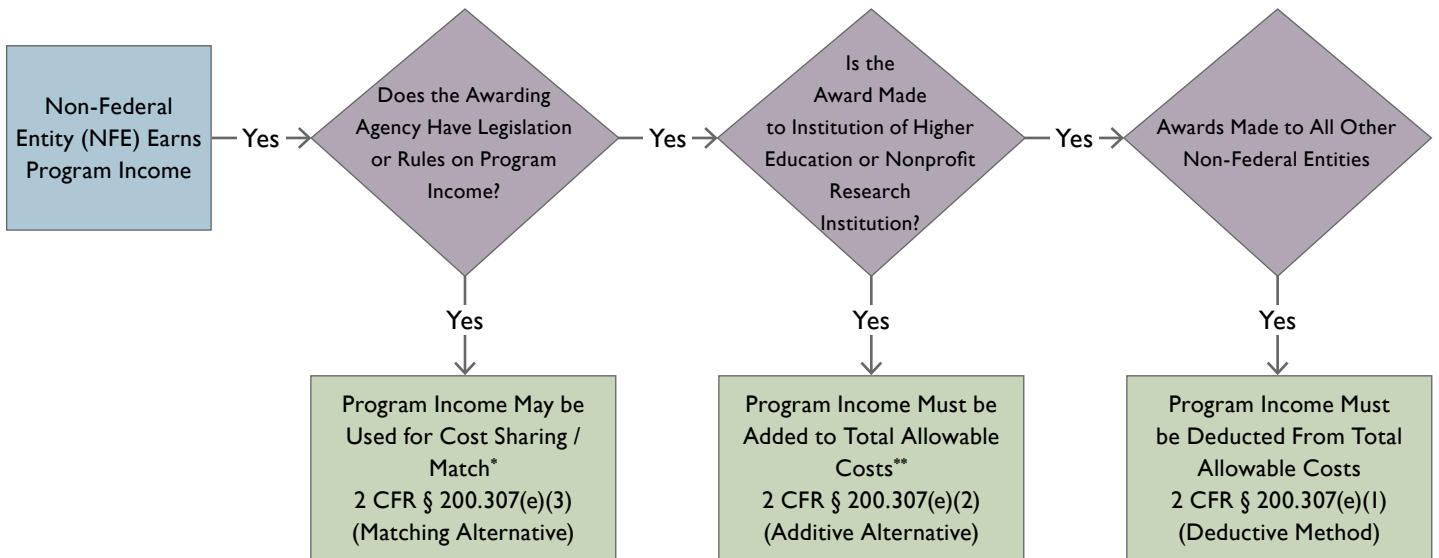 Non-Federal
Entity (NFE) Earns
Program Income
Yes
Does the Awarding
Agency Have Legislation
or Rules on Program
Income?
Yes
Is the
Award Made
to Institution of Higher
Education or Nonprofit
Research
Institution?
Yes
Awards Made to All Other
Non-Federal Entities
Yes
Yes
Yes
Program Income May be
Used for Cost Sharing /
Match*
2 CFR § 200.307(e)(3)
(Matching Alternative)
Program Income Must be
Added to Total Allowable
Costs**
2 CFR § 200.307(e)(2)
(Additive Alternative)
Program Income Must
be Deducted From Total
Allowable Costs
2 CFR § 200.307(e)(1)
(Deductive Method)